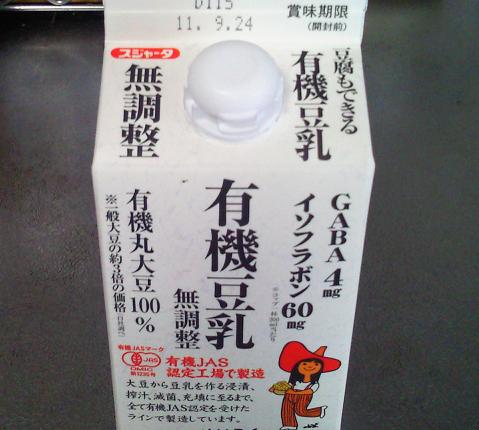 D115
11. 9.24
賞味期限
(開封前)
スジャータ
無調整
豆腐もできる
有機豆乳
GABA 4mg
イソフラボン60mg
有機豆乳
無調整
有機丸大豆100%
※一般大豆の約3倍の価格
有機JASマーク
JAS
有機JAS
認定工場で製造
大豆から豆乳を作る浸漬、
搾汁、滅菌、充填に至るまで、
全て有機JAS認定を受けた
ラインで製造しています。